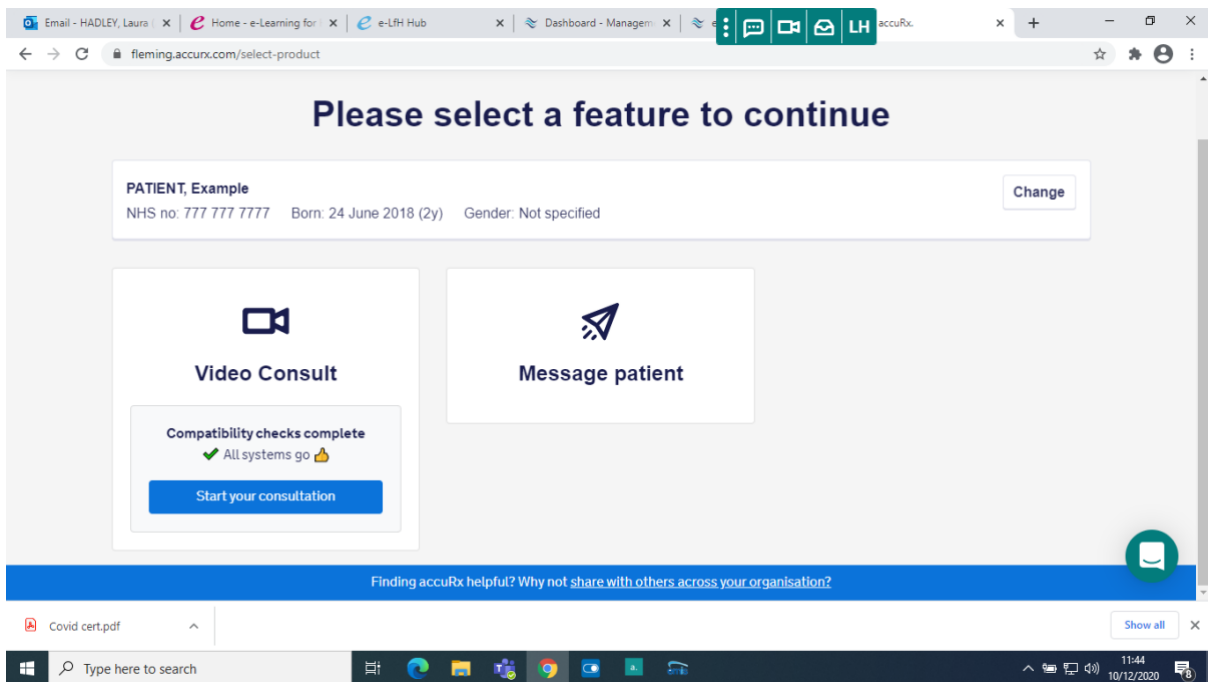 Email - HADLEY, Laura (
Home - e-Learning for
e-LfH Hub
Dashboard - Managem
e
LH
accuRx.
fleming.accurx.com/select-product
Please select a feature to continue
PATIENT, Example
Change
NHS no: 777 777 7777 Born: 24 June 2018 (2y) Gender: Not specified
Video Consult
Message patient
Compatibility checks complete
All systems go
Start your consultation
Finding accuRx helpful? Why not share with others across your organisation?
Covid cert.pdf
Show all
Type here to search
a.
11:44
10/12/2020
8